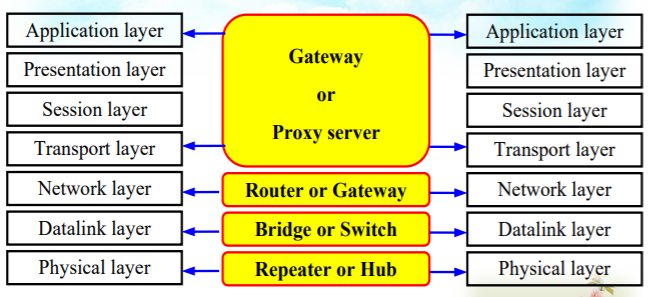 Application layer
Presentation layer
Session layer
Transport layer
Network layer
Datalink layer
Physical layer
Gateway
or
Proxy server
Router or Gateway
Bridge or Switch
Repeater or Hub
Application layer
Presentation layer
Session layer
Transport layer
Network layer
Datalink layer
Physical layer